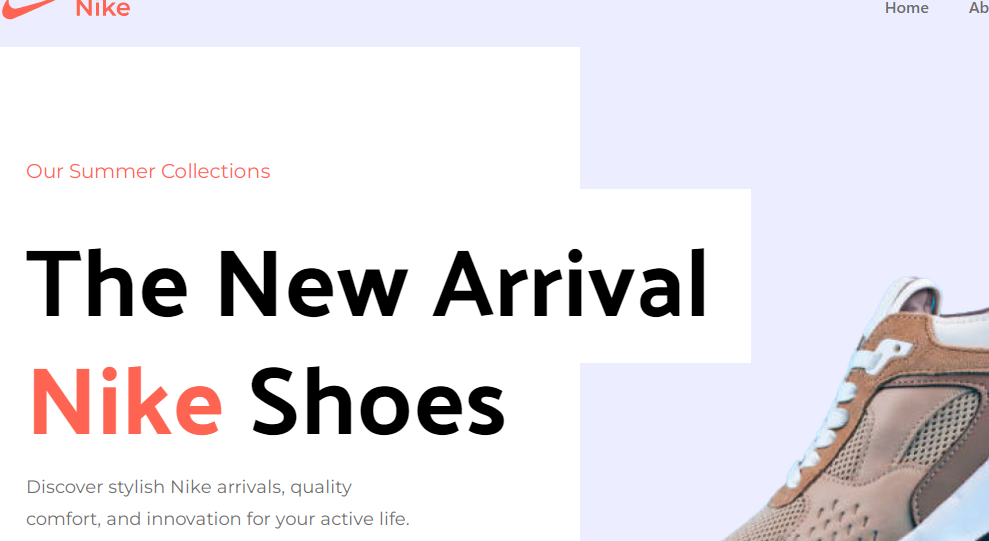 Nike
Home
Our Summer Collections
The New Arrival
Nike Shoes
Discover stylish Nike arrivals, quality
comfort, and innovation for your active life.